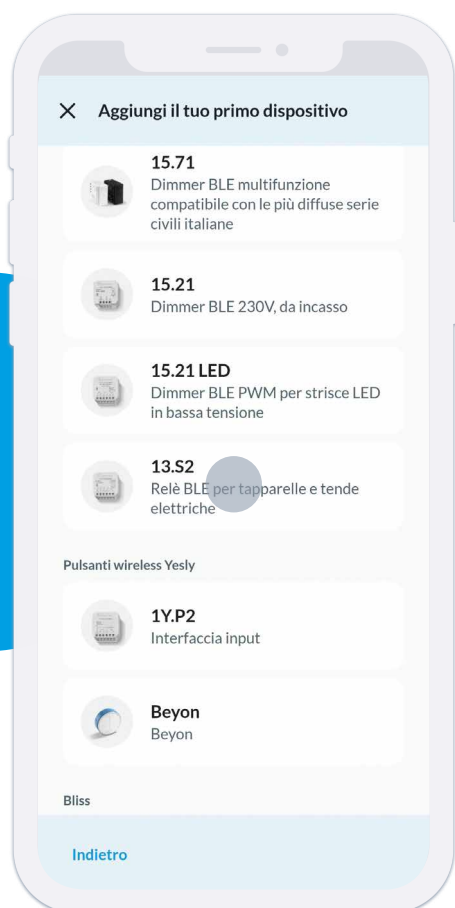 Aggiungi il tuo primo dispositivo
15.71
Dimmer BLE multifunzione
compatibile con le più diffuse serie
civili italiane
15.21
Dimmer BLE 230V, da incasso
15.21 LED
Dimmer BLE PWM per strisce LED
in bassa tensione
13.S2
Relè BLE per tapparelle e tende
elettriche
Pulsanti wireless Yesly
1Y.P2
Interfaccia input
Beyon
Beyon
Bliss
Indietro